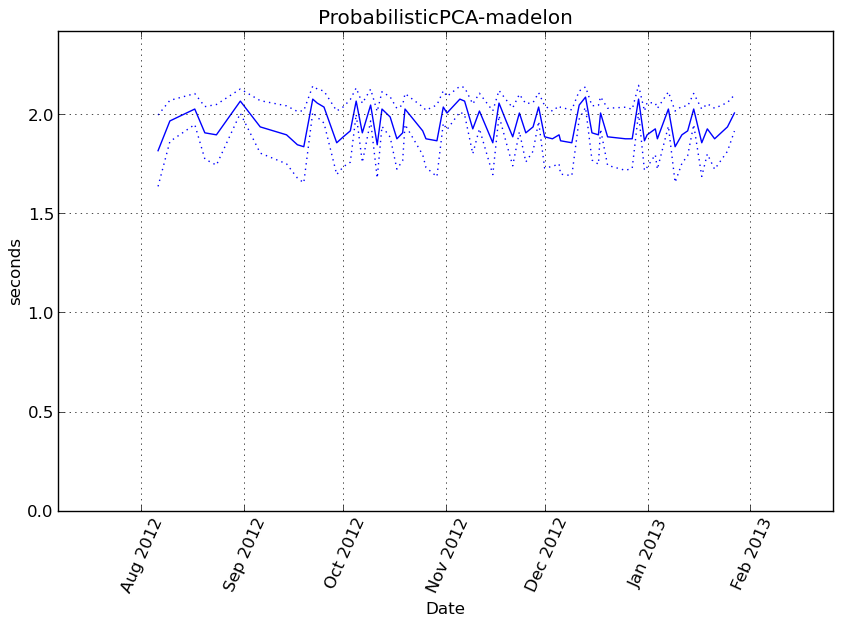 ProbabilisticPCA-madelon
seconds
2.0
1.5
1.0
0.5
0.0
Aug 2012
Sep 2012
Oct 2012
Nov 2012
Dec 2012
Jan 2013
Feb 2013
Date